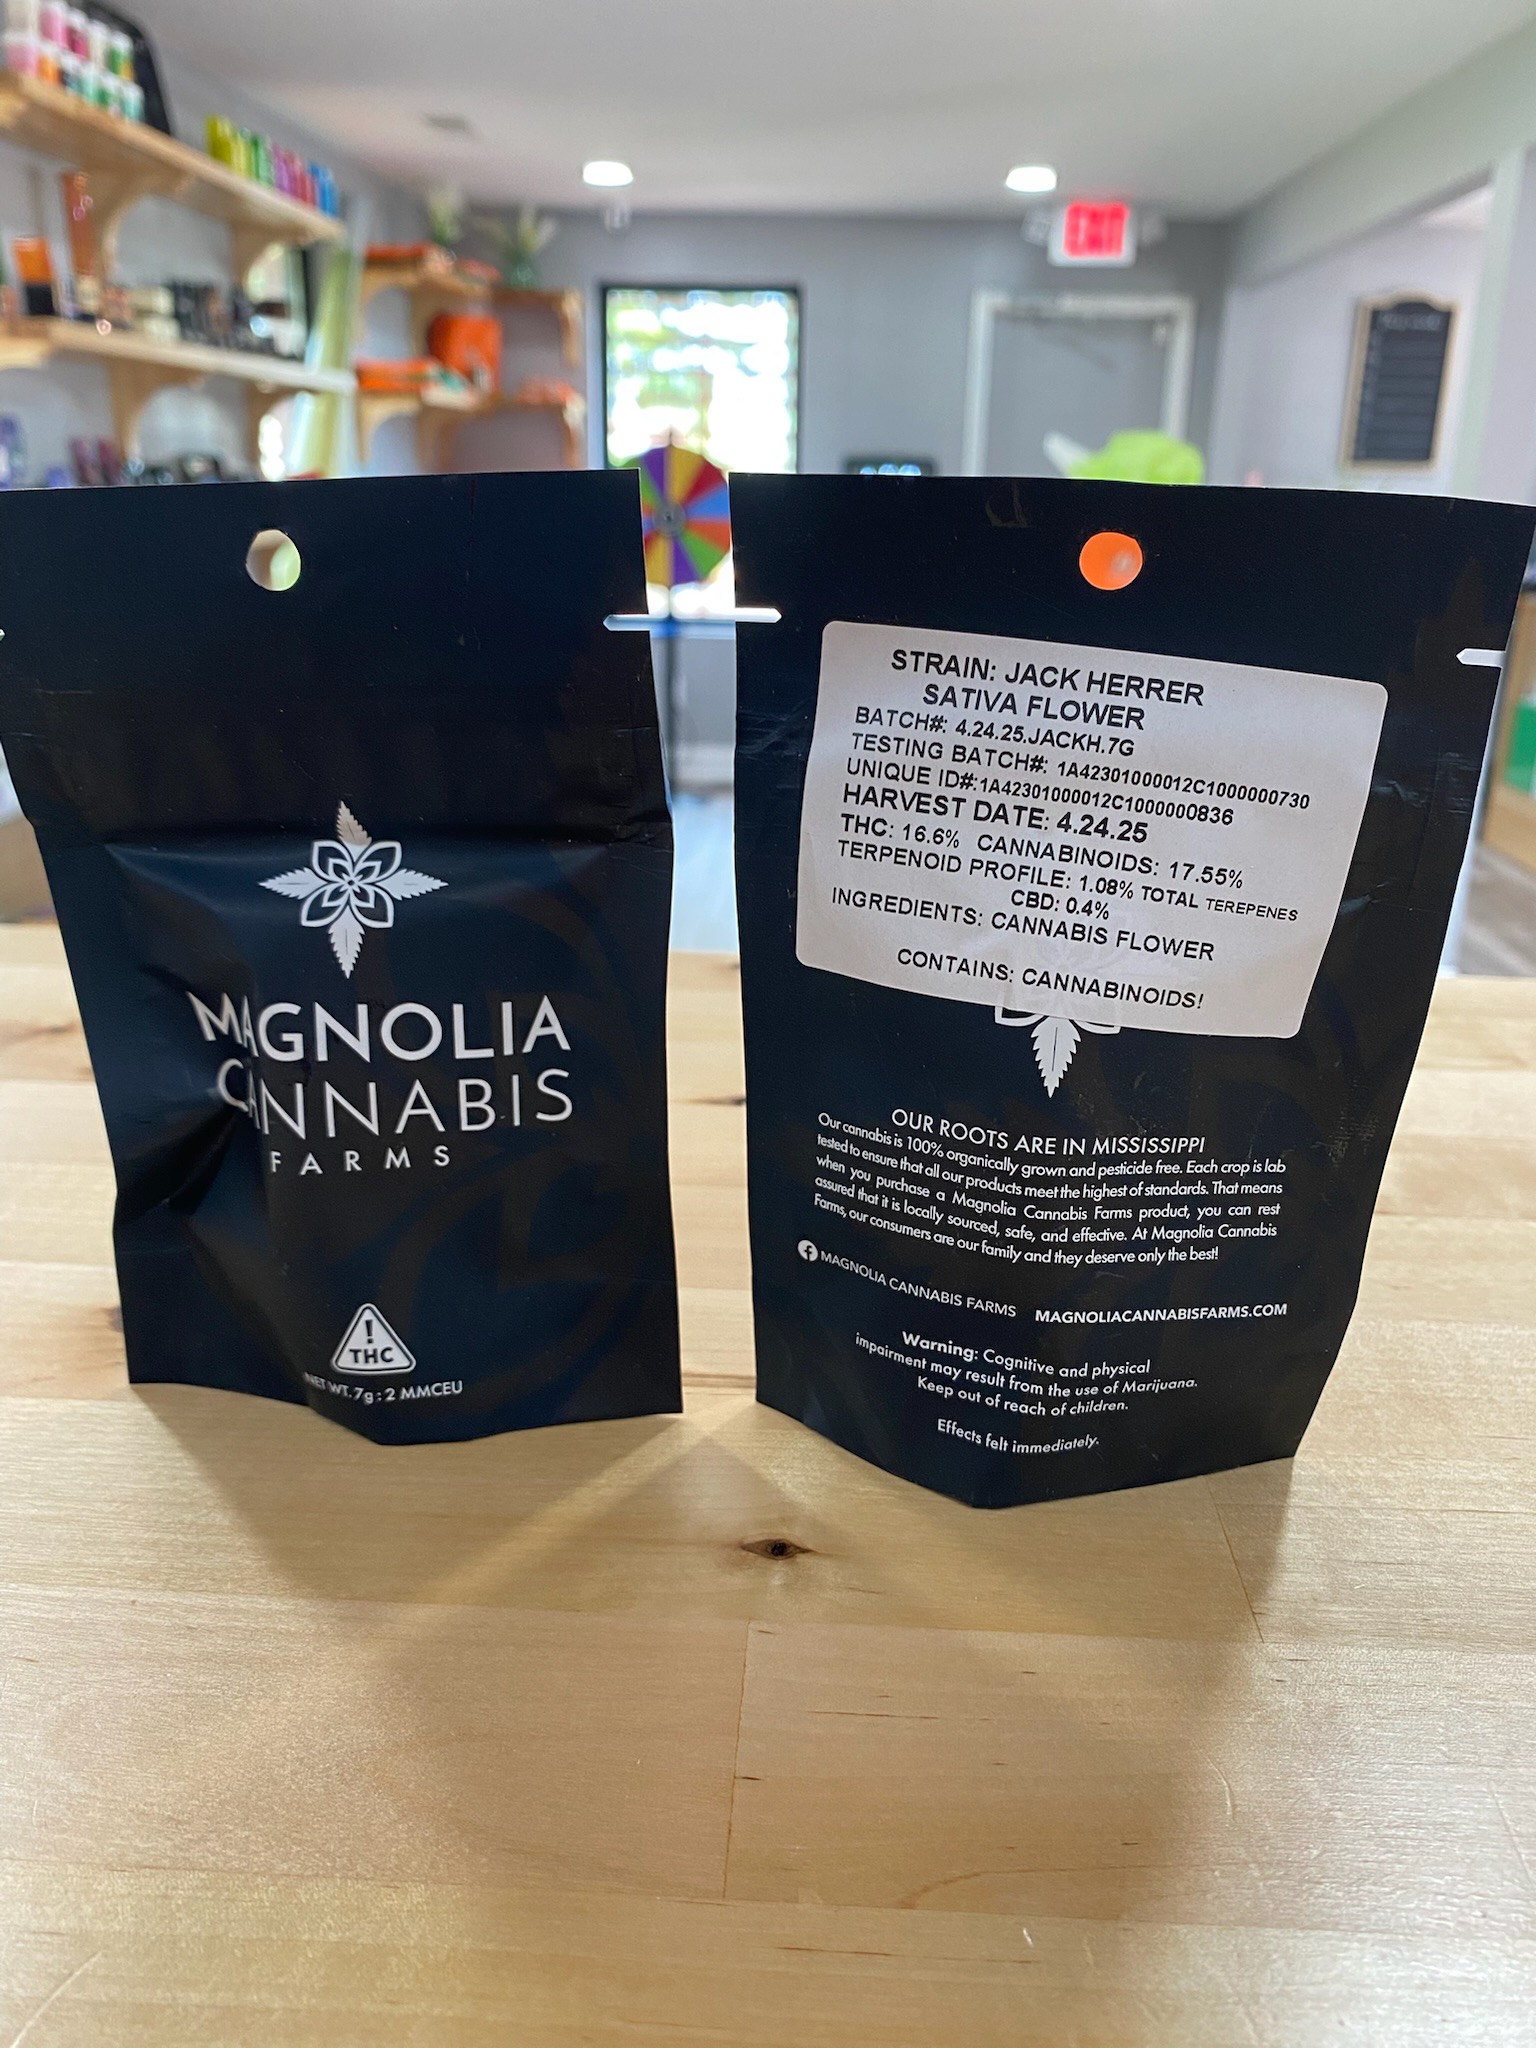 EXIT
MAGNOLIA
CANNABIS
FARMS
!
THC
NET WT. 7g : 2 MMCEU
STRAIN: JACK HERRER
SATIVA FLOWER
BATCH#: 4.24.25.JACKH.7G
TESTING BATCH#: 1A42301000012C1000000730
UNIQUE ID#:1A42301000012C1000000836
HARVEST DATE: 4.24.25
THC: 16.6% CANNABINOIDS: 17.55%
TERPENOID PROFILE: 1.08% TOTAL TEREPENES
CBD: 0.4%
INGREDIENTS: CANNABIS FLOWER
CONTAINS: CANNABINOIDS!
OUR ROOTS ARE IN MISSISSIPPI
Our cannabis is 100% organically grown and pesticide free. Each crop is lab
tested to ensure that all our products meet the highest of standards. That means
when you purchase a Magnolia Cannabis Farms product, you can rest
assured that it is locally sourced, safe, and effective. At Magnolia Cannabis
Farms, our consumers are our family and they deserve only the best!
f MAGNOLIA CANNABIS FARMS MAGNOLIACANNABISFARMS.COM
Warning: Cognitive and physical
impairment may result from the use of Marijuana.
Keep out of reach of children.
Effects felt immediately.